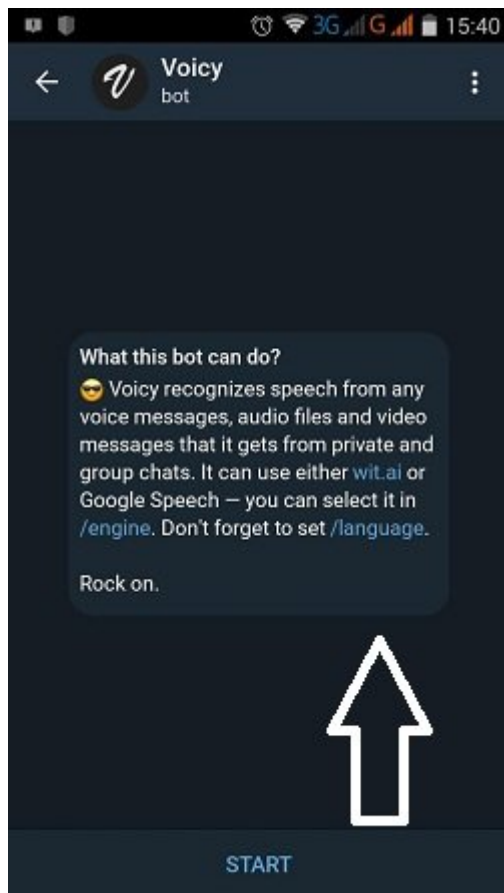 3G G 15:40
Voicy
bot
What this bot can do?
😎 Voicy recognizes speech from any
voice messages, audio files and video
messages that it gets from private and
group chats. It can use either wit.ai or
Google Speech — you can select it in
/engine. Don't forget to set /language.
Rock on.
START